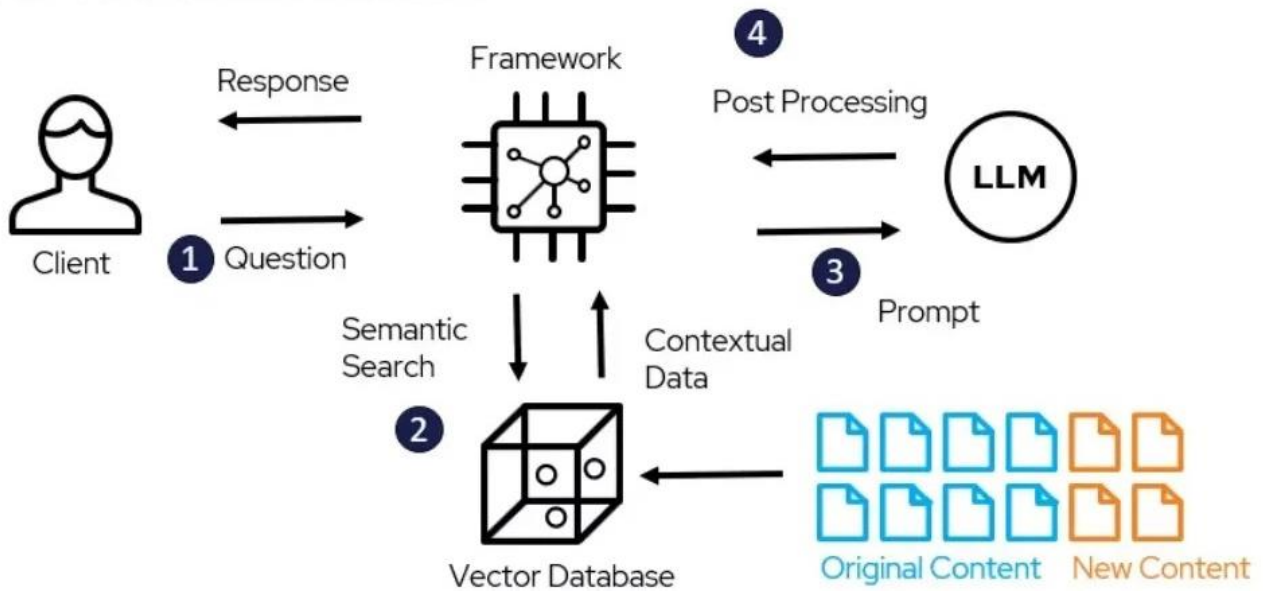 4
Framework
Response
Post Processing
LLM
Client
1 Question
3
Prompt
Semantic
Search
Contextual
Data
2
Vector Database
Original Content
New Content